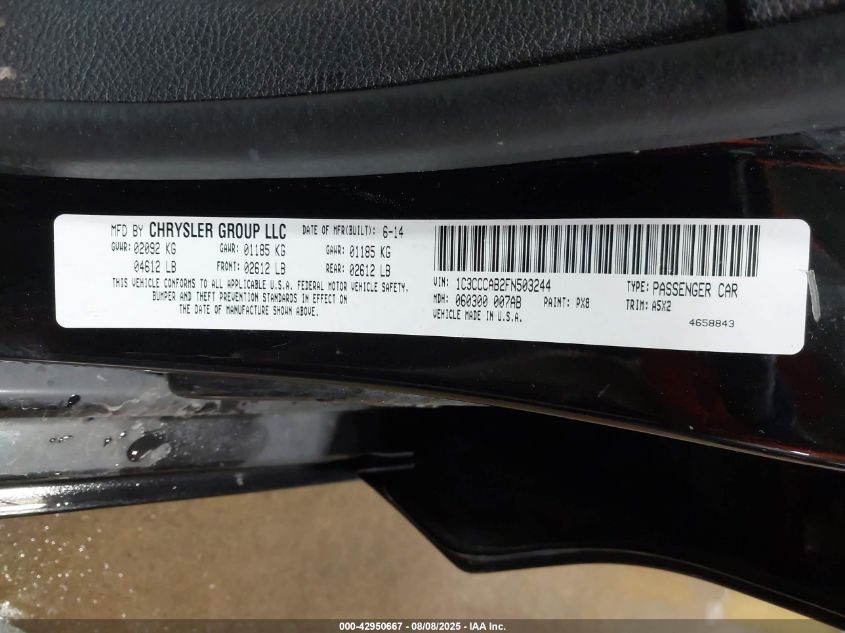 MFD BY CHRYSLER GROUP LLC DATE OF MFR(BUILT): 6-14
GVWR: 02092 KG GAWR: 01185 KG GAWR: 01185 KG
04612 LB FRONT: 02612 LB REAR: 02612 LB
THIS VEHICLE CONFORMS TO ALL APPLICABLE U.S.A. FEDERAL MOTOR VEHICLE SAFETY,
BUMPER AND THEFT PREVENTION STANDARDS IN EFFECT ON
THE DATE OF MANUFACTURE SHOWN ABOVE.
VIN: 1C3CCCAB2FN503244 TYPE: PASSENGER CAR
MDH: 060300 007AB PAINT: PX8 TRIM: A5X2
VEHICLE MADE IN U.S.A. 4658843
000-42950667 - 08/08/2025 - IAA Inc.